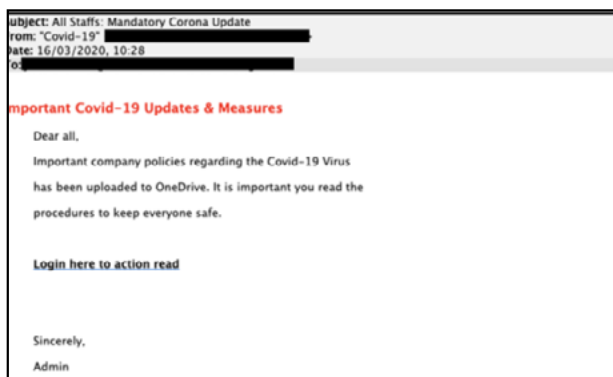 ubject: All Staffs: Mandatory Corona Update
rom: "Covid-19"
ate: 16/03/2020, 10:28
o:
mportant Covid-19 Updates & Measures
Dear all,
Important company policies regarding the Covid-19 Virus
has been uploaded to OneDrive. It is important you read the
procedures to keep everyone safe.
Login here to action read
Sincerely,
Admin